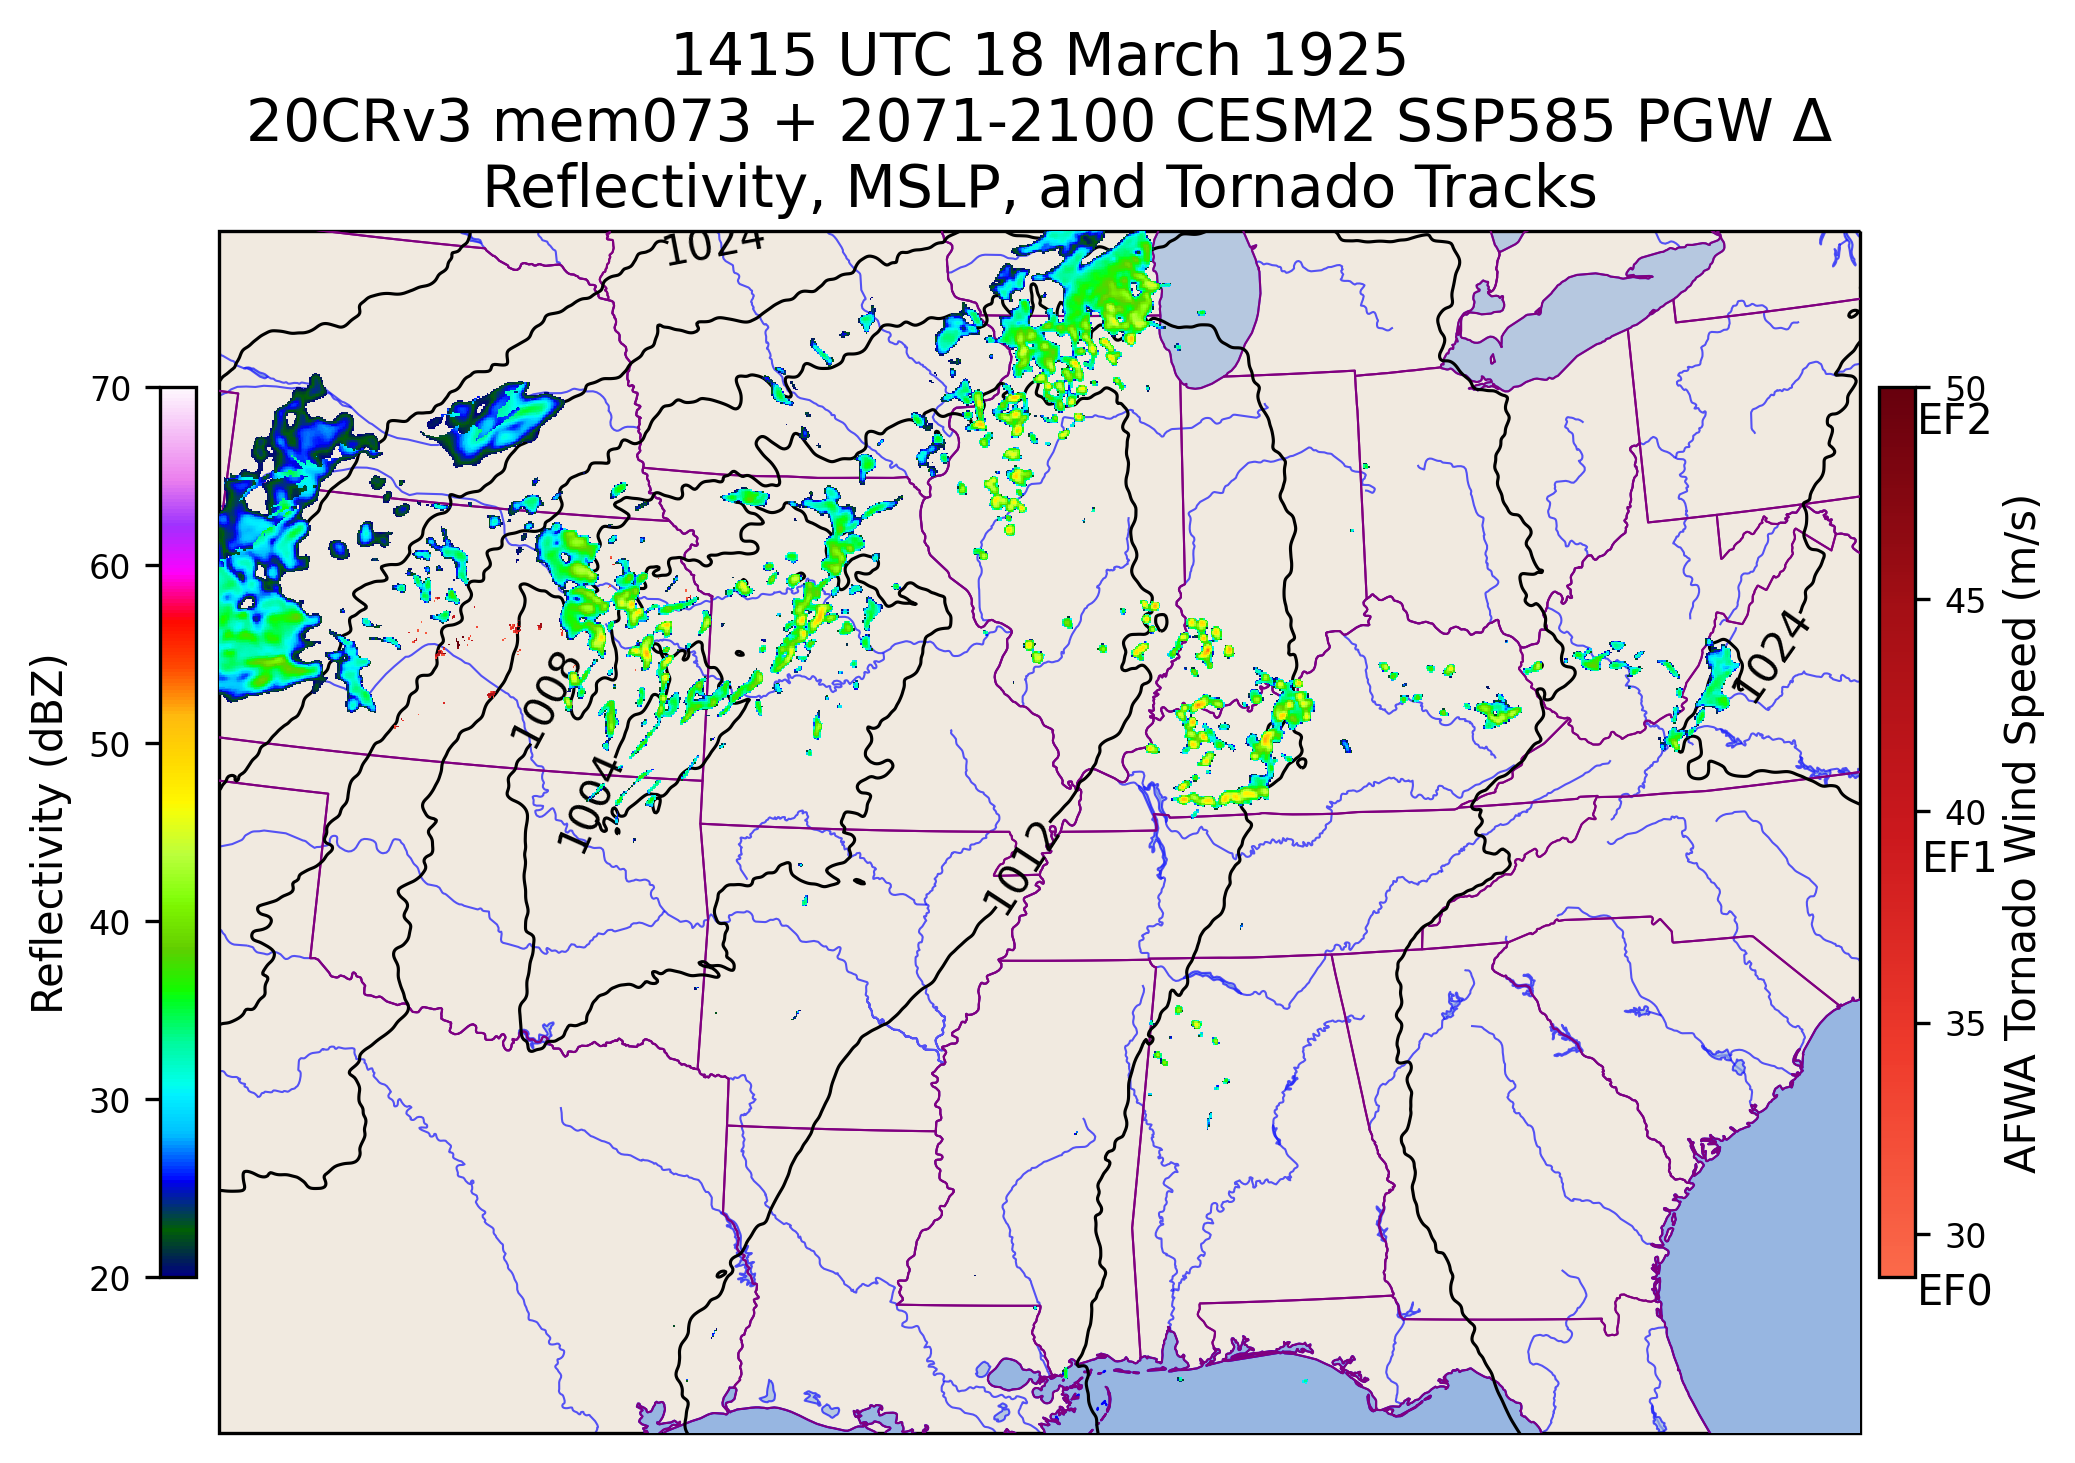 1415 UTC 18 March 1925
20CRv3 mem073 + 2071-2100 CESM2 SSP585 PGW Δ
Reflectivity, MSLP, and Tornado Tracks
1024
1024
1008
1004
1012
70
60
50
40
30
20
Reflectivity (dBZ)
50
EF2
45
40
EF1
35
30
EF0
AFWA Tornado Wind Speed (m/s)